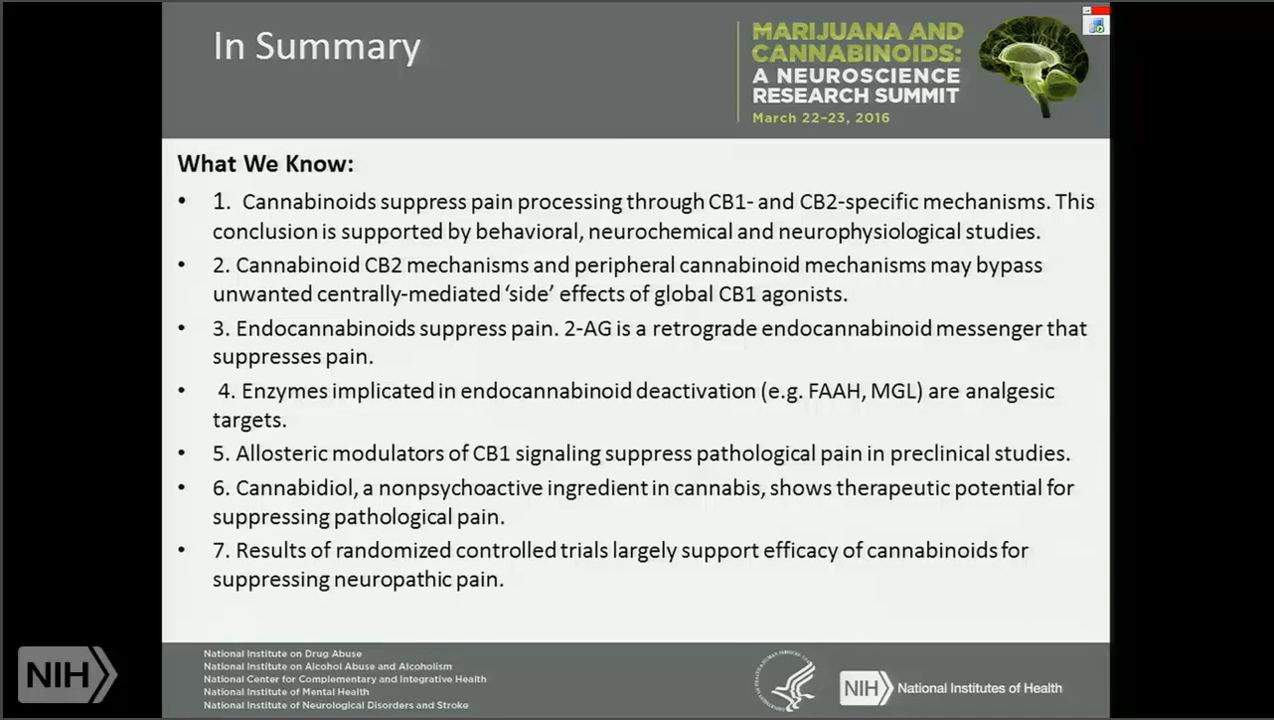 In Summary
MARIJUANA AND
CANNABINOIDS:
A NEUROSCIENCE
RESEARCH SUMMIT
March 22–23, 2016
What We Know:
• 1. Cannabinoids suppress pain processing through CB1- and CB2-specific mechanisms. This
conclusion is supported by behavioral, neurochemical and neurophysiological studies.
• 2. Cannabinoid CB2 mechanisms and peripheral cannabinoid mechanisms may bypass
unwanted centrally-mediated ‘side’ effects of global CB1 agonists.
• 3. Endocannabinoids suppress pain. 2-AG is a retrograde endocannabinoid messenger that
suppresses pain.
• 4. Enzymes implicated in endocannabinoid deactivation (e.g. FAAH, MGL) are analgesic
targets.
• 5. Allosteric modulators of CB1 signaling suppress pathological pain in preclinical studies.
• 6. Cannabidiol, a nonpsychoactive ingredient in cannabis, shows therapeutic potential for
suppressing pathological pain.
• 7. Results of randomized controlled trials largely support efficacy of cannabinoids for
suppressing neuropathic pain.
NIH
National Institute on Drug Abuse
National Institute on Alcohol Abuse and Alcoholism
National Center for Complementary and Integrative Health
National Institute of Mental Health
National Institute of Neurological Disorders and Stroke
NIH National Institutes of Health